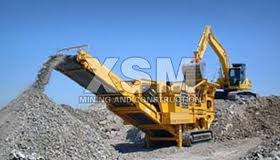 XSM
MINING AND CONSTRUCTION